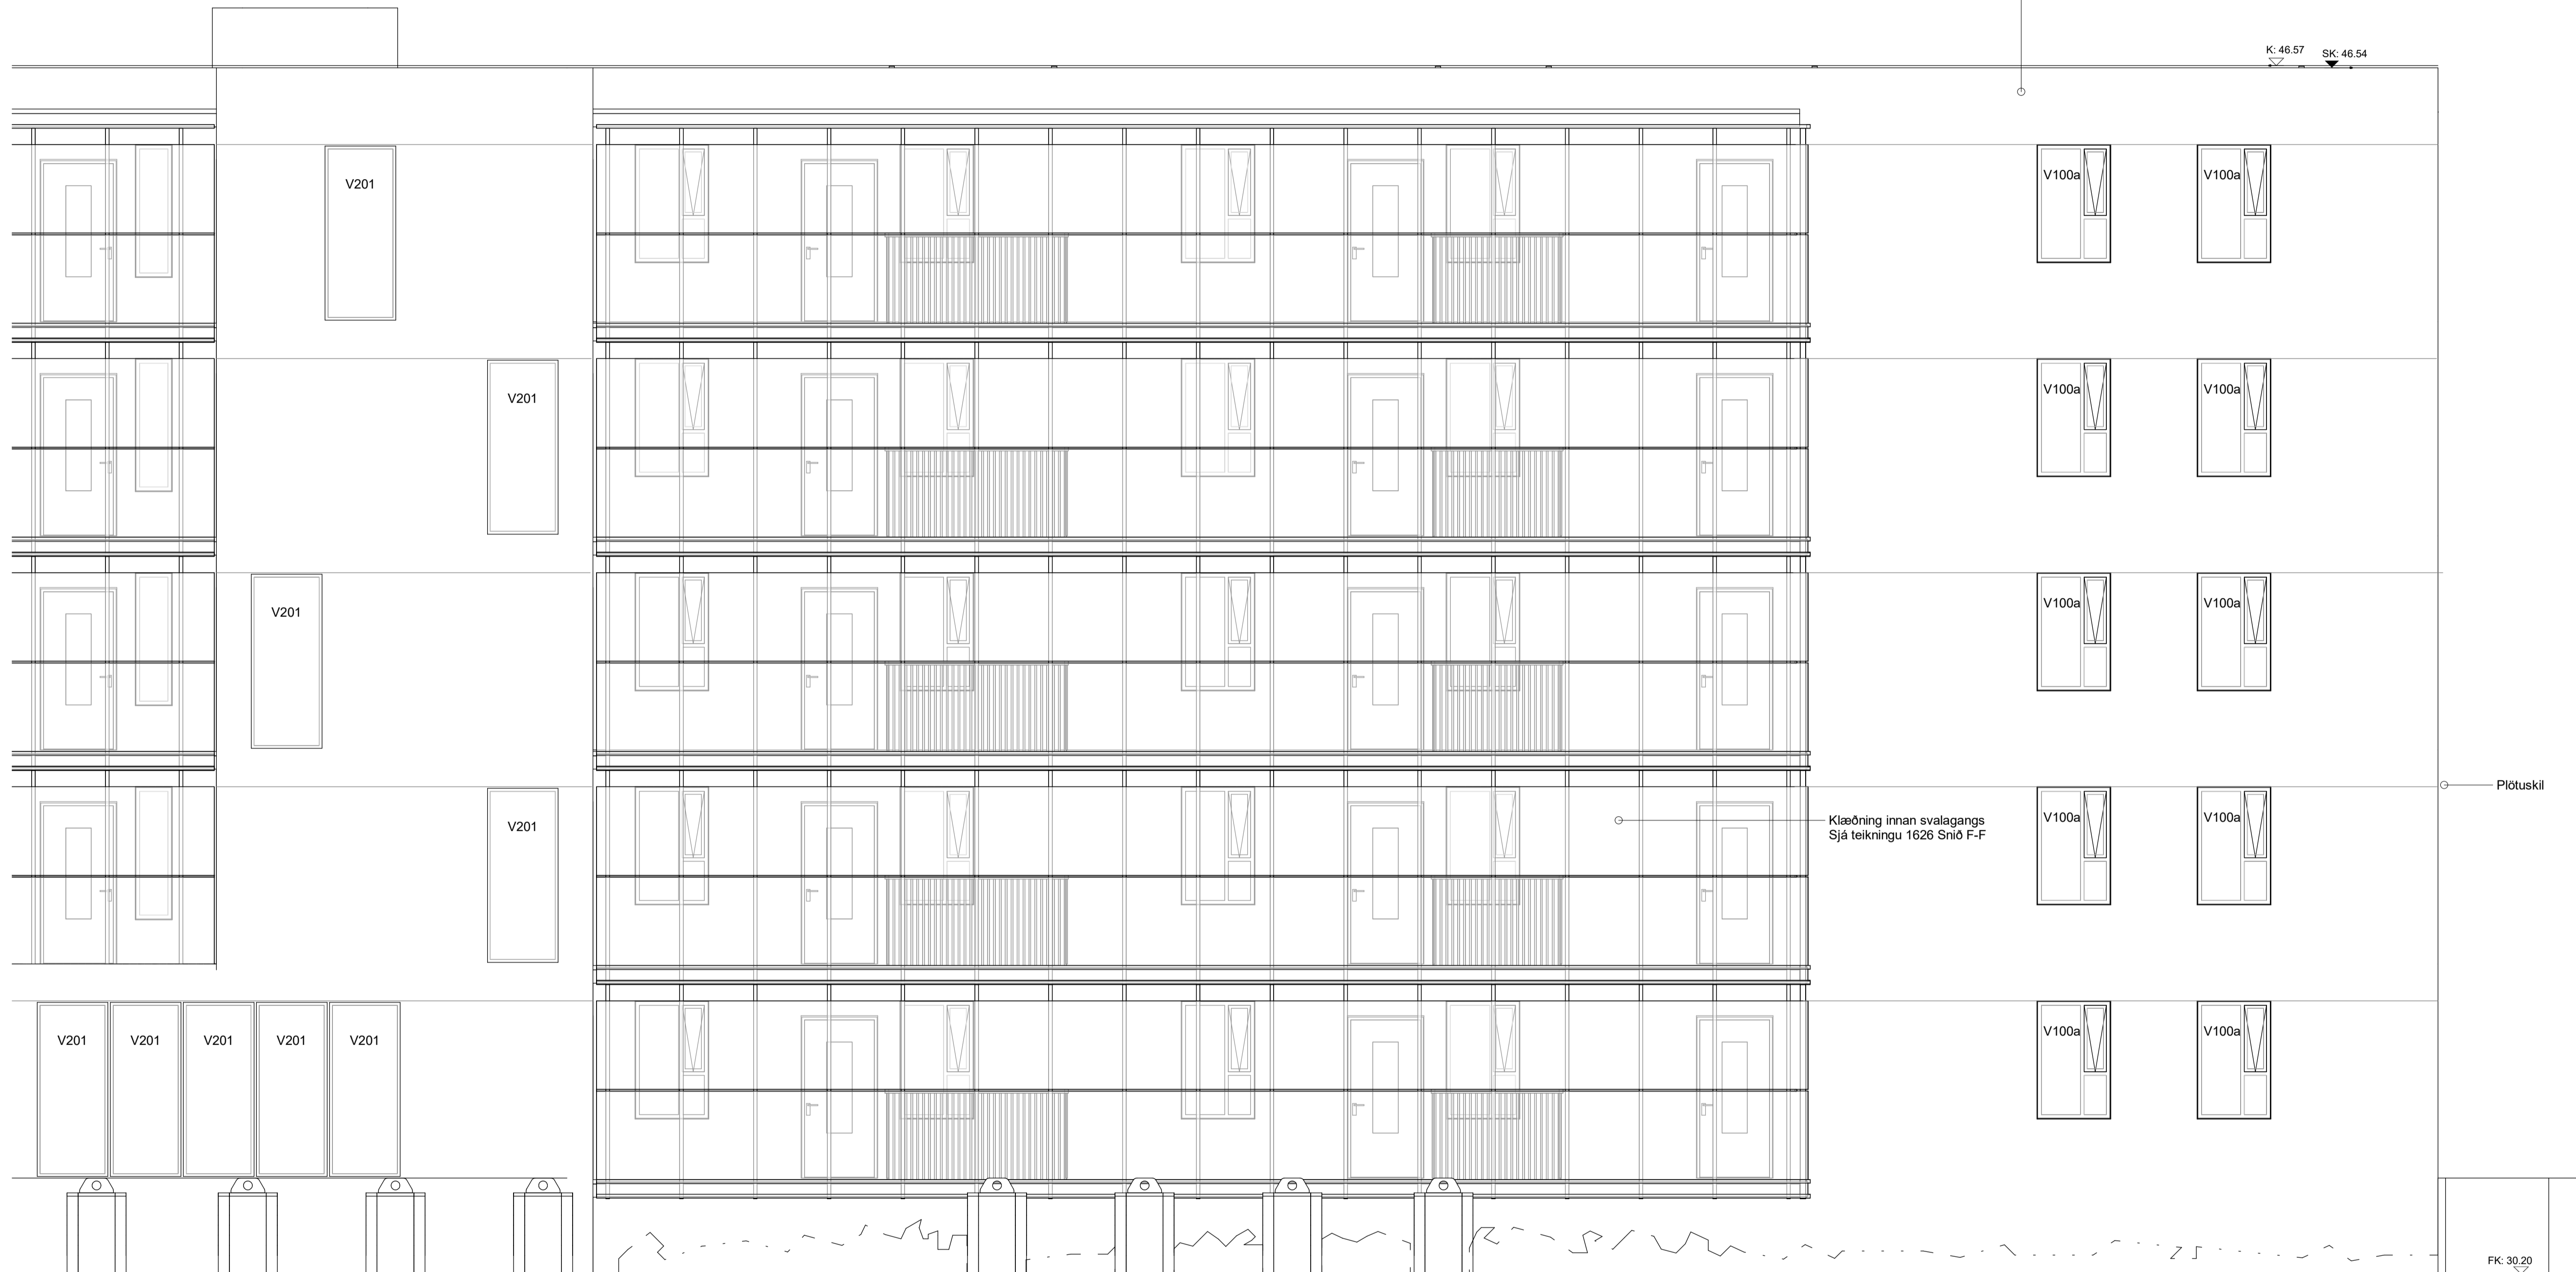 K: 46.57
SK: 46.54
V201
V100a
V100a
V201
V100a
V100a
V201
V100a
V100a
Plötuskil
V201
Klæðning innan svalagangs
Sjá teikningu 1626 Snið F-F
V100a
V100a
V201
V201
V201
V201
V201
V100a
V100a
FK: 30.20